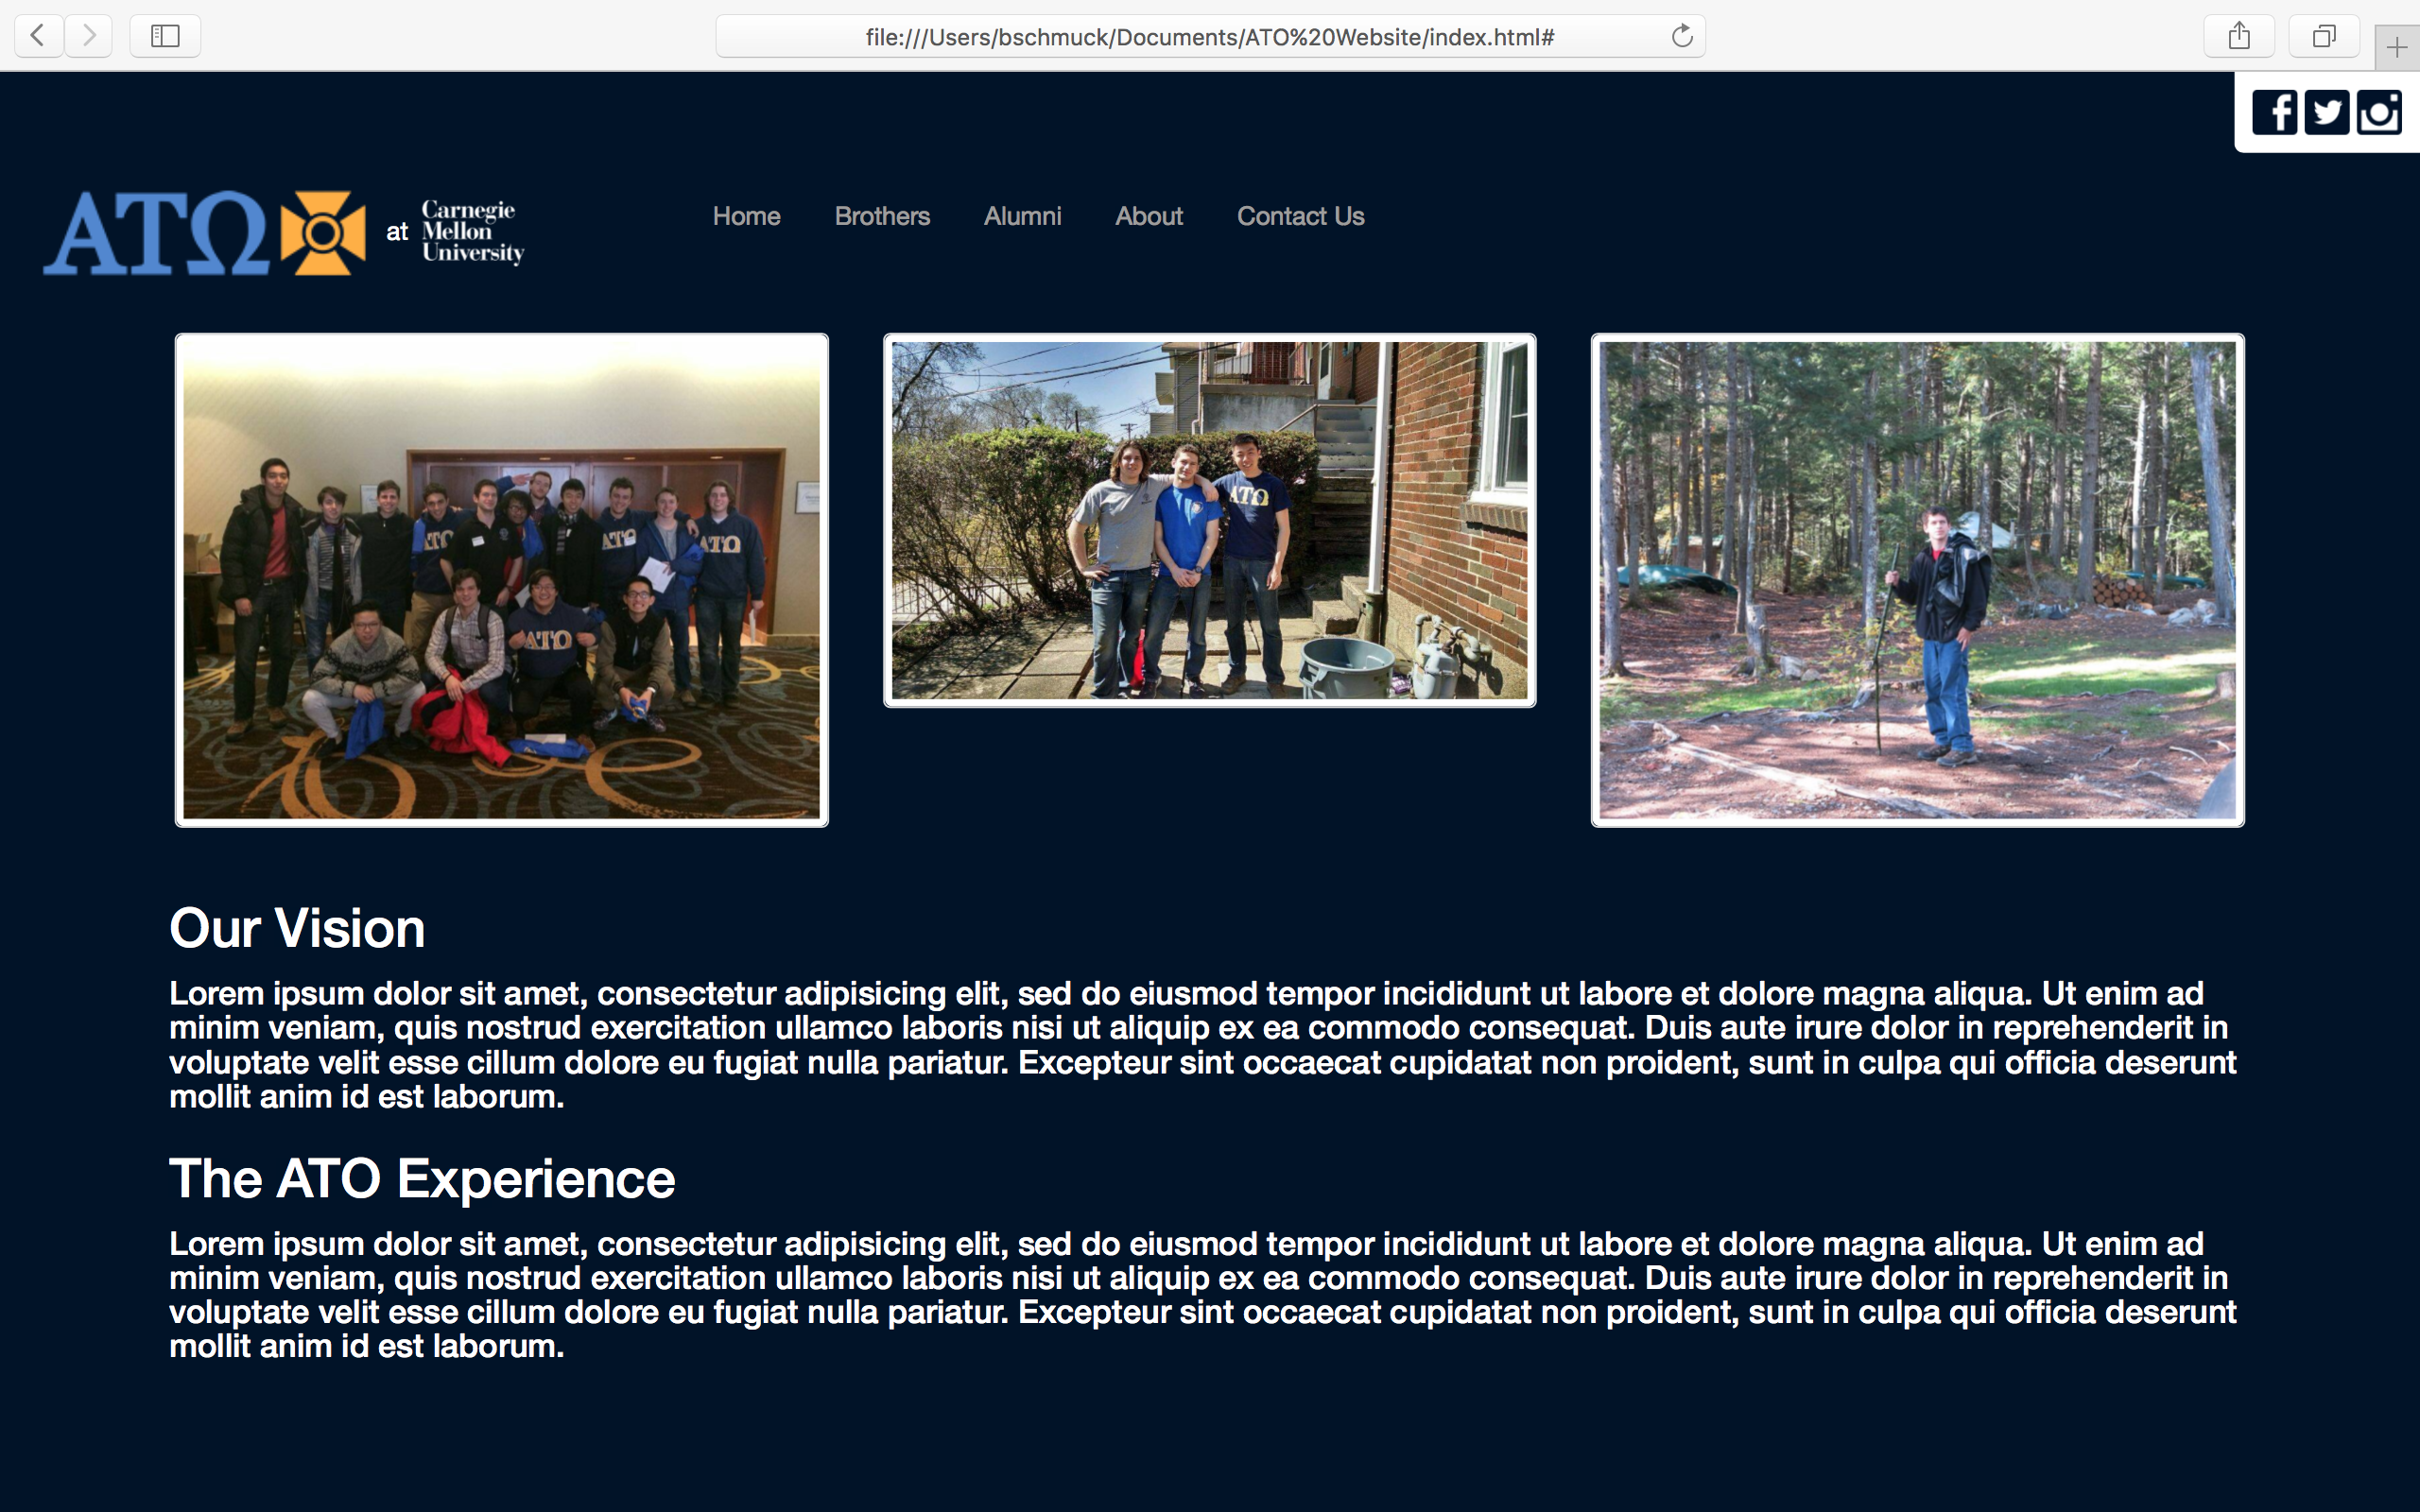 file:///Users/bschmuck/Documents/ATO%20Website/index.html#
ΑΤΩ at Carnegie
Mellon
University
Home Brothers Alumni About Contact Us
ΑΤΩ
ΑΤΩ
ΑΤΩ
ΑΤΩ
ΑΤΩ
Our Vision
Lorem ipsum dolor sit amet, consectetur adipisicing elit, sed do eiusmod tempor incididunt ut labore et dolore magna aliqua. Ut enim ad
minim veniam, quis nostrud exercitation ullamco laboris nisi ut aliquip ex ea commodo consequat. Duis aute irure dolor in reprehenderit in
voluptate velit esse cillum dolore eu fugiat nulla pariatur. Excepteur sint occaecat cupidatat non proident, sunt in culpa qui officia deserunt
mollit anim id est laborum.
The ATO Experience
Lorem ipsum dolor sit amet, consectetur adipisicing elit, sed do eiusmod tempor incididunt ut labore et dolore magna aliqua. Ut enim ad
minim veniam, quis nostrud exercitation ullamco laboris nisi ut aliquip ex ea commodo consequat. Duis aute irure dolor in reprehenderit in
voluptate velit esse cillum dolore eu fugiat nulla pariatur. Excepteur sint occaecat cupidatat non proident, sunt in culpa qui officia deserunt
mollit anim id est laborum.